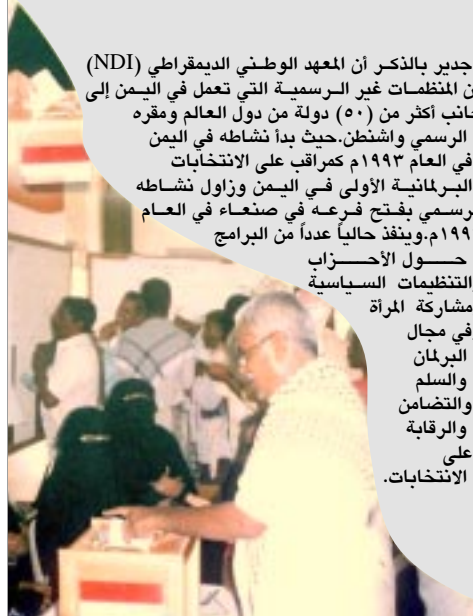 جدير بالذكر أن المعهد الوطني الديمقراطي (NDI)
ن المنظمات غير الرسمية التي تعمل في اليمن إلى
جانب أكثر من (٥٠) دولة من دول العالم ومقره
الرسمي واشنطن.حيث بدأ نشاطه في اليمن
في العام ١٩٩٣م كمراقب على الانتخابات
البرلمانية الأولى في اليمن وزاول نشاطه
رسمي بفتح فرعه في صنعاء في العام
١٩٩م.وينفذ حالياً عدداً من البرامج
حول الأحزاب
التنظيمات السياسية
مشاركة المرأة
في مجال
البرلمان
والسلم
والتضامن
والرقابة
على
الانتخابات.